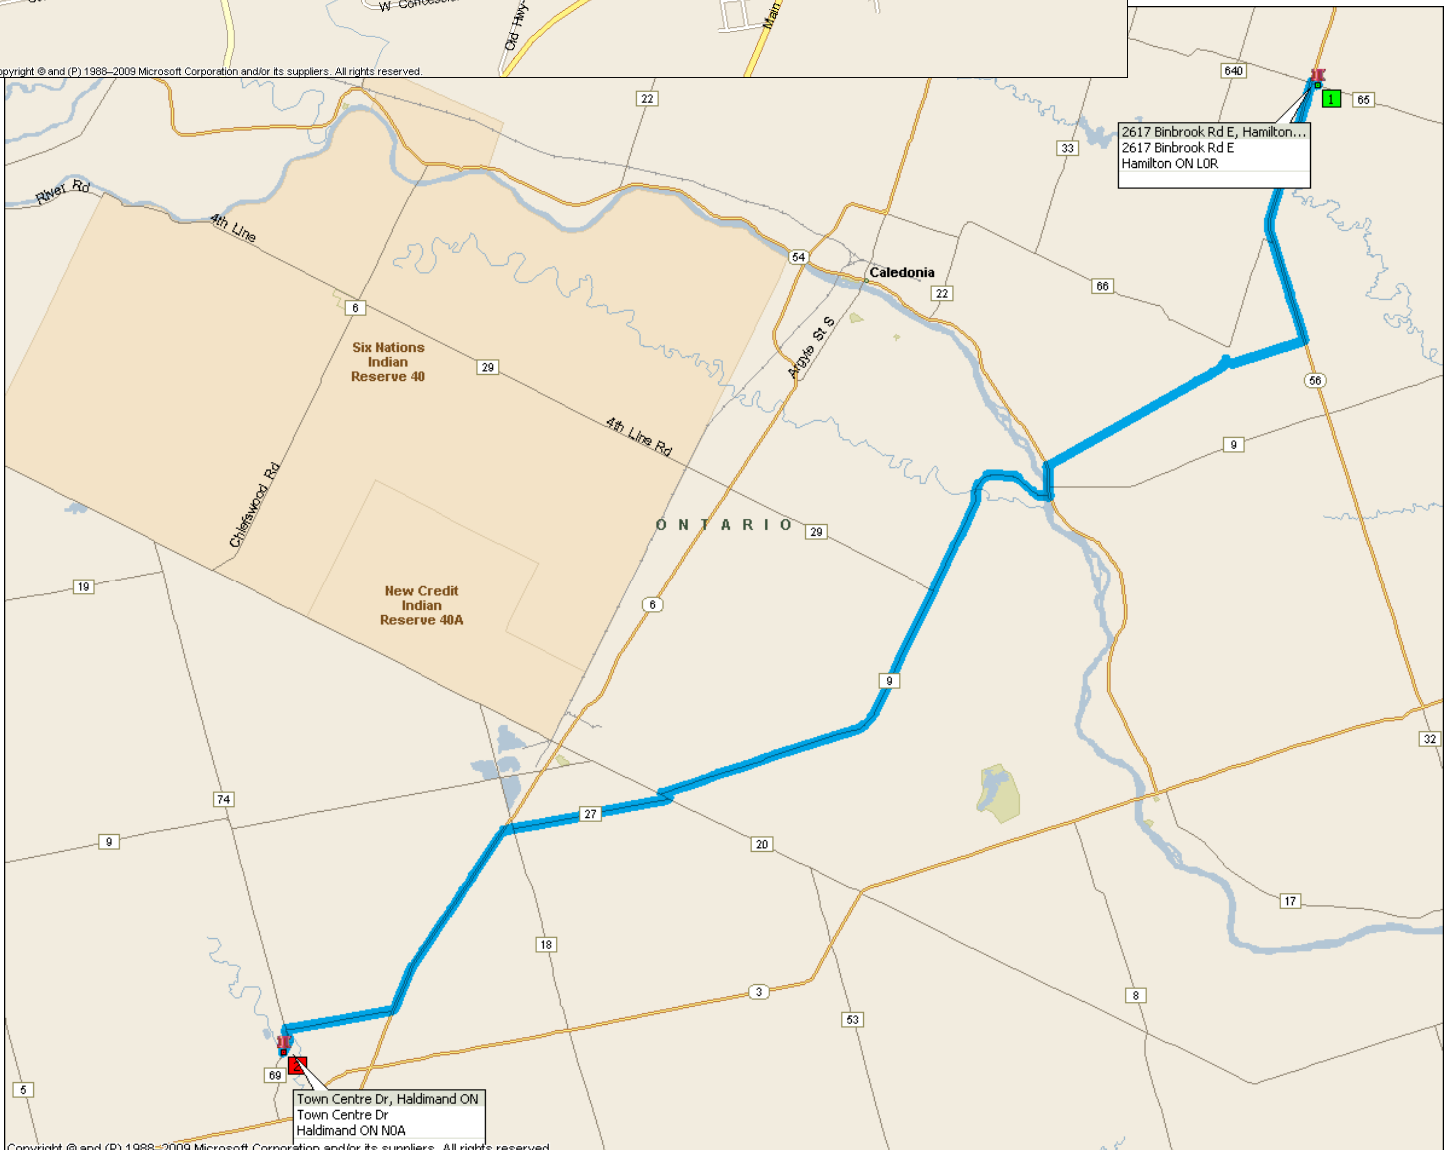 W Concession
Old Hwy-
Main
opyright © and (P) 1988–2009 Microsoft Corporation and/or its suppliers. All rights reserved.
640
1
65
22
2617 Binbrook Rd E, Hamilton...
2617 Binbrook Rd E
Hamilton ON L0R
33
River Rd
4th Line
54
Caledonia
22
66
6
Six Nations
Indian
Reserve 40
29
Argyle St S
56
4th Line Rd
9
Chiefswood Rd
ONTARIO
29
19
New Credit
Indian
Reserve 40A
6
9
32
74
27
9
20
17
18
3
8
53
69
2
5
Town Centre Dr, Haldimand ON
Town Centre Dr
Haldimand ON N0A
Copyright © and (P) 1988–2009 Microsoft Corporation and/or its suppliers. All rights reserved.